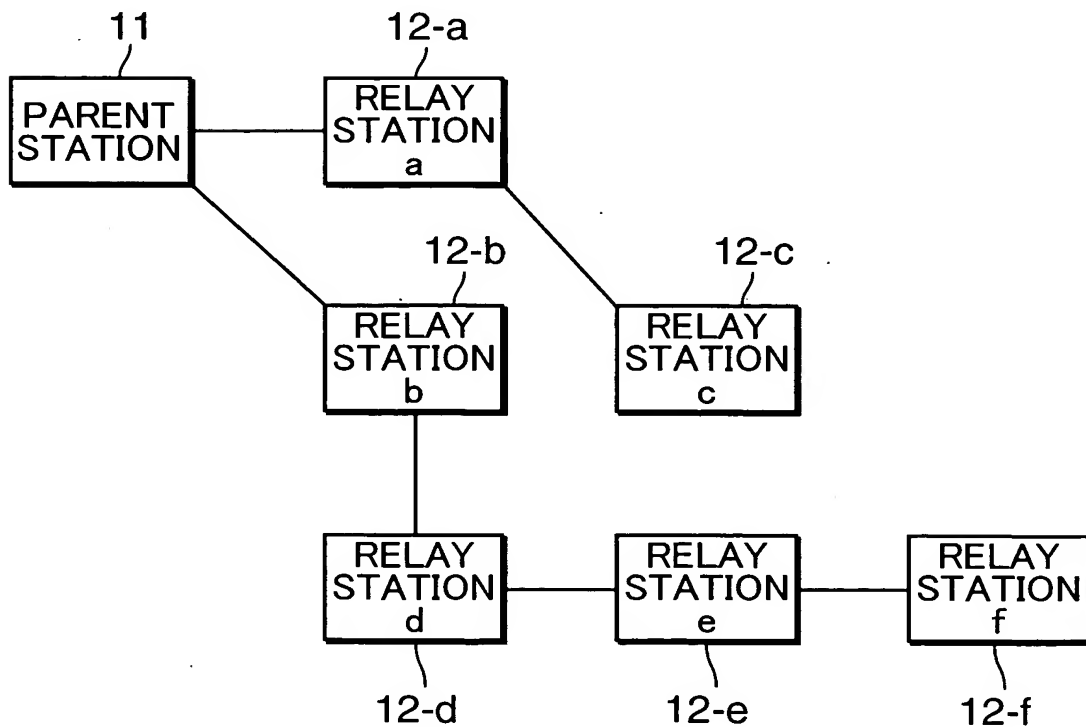 11
12-a
PARENT
STATION
RELAY
STATION
a
12-b
12-c
RELAY
STATION
b
RELAY
STATION
c
RELAY
STATION
d
RELAY
STATION
e
RELAY
STATION
f
12-d
12-e
12-f